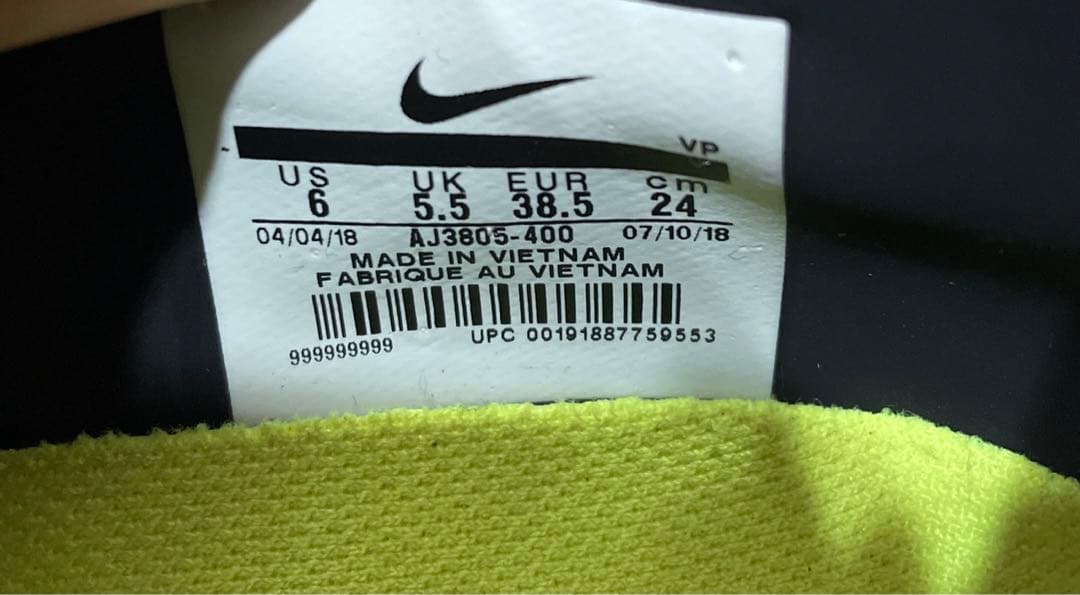 VP
US UK EUR cm
6 5.5 38.5 24
04/04/18 AJ3805-400 07/10/18
MADE IN VIETNAM
FABRIQUE AU VIETNAM
UPC 00191887759553
999999999